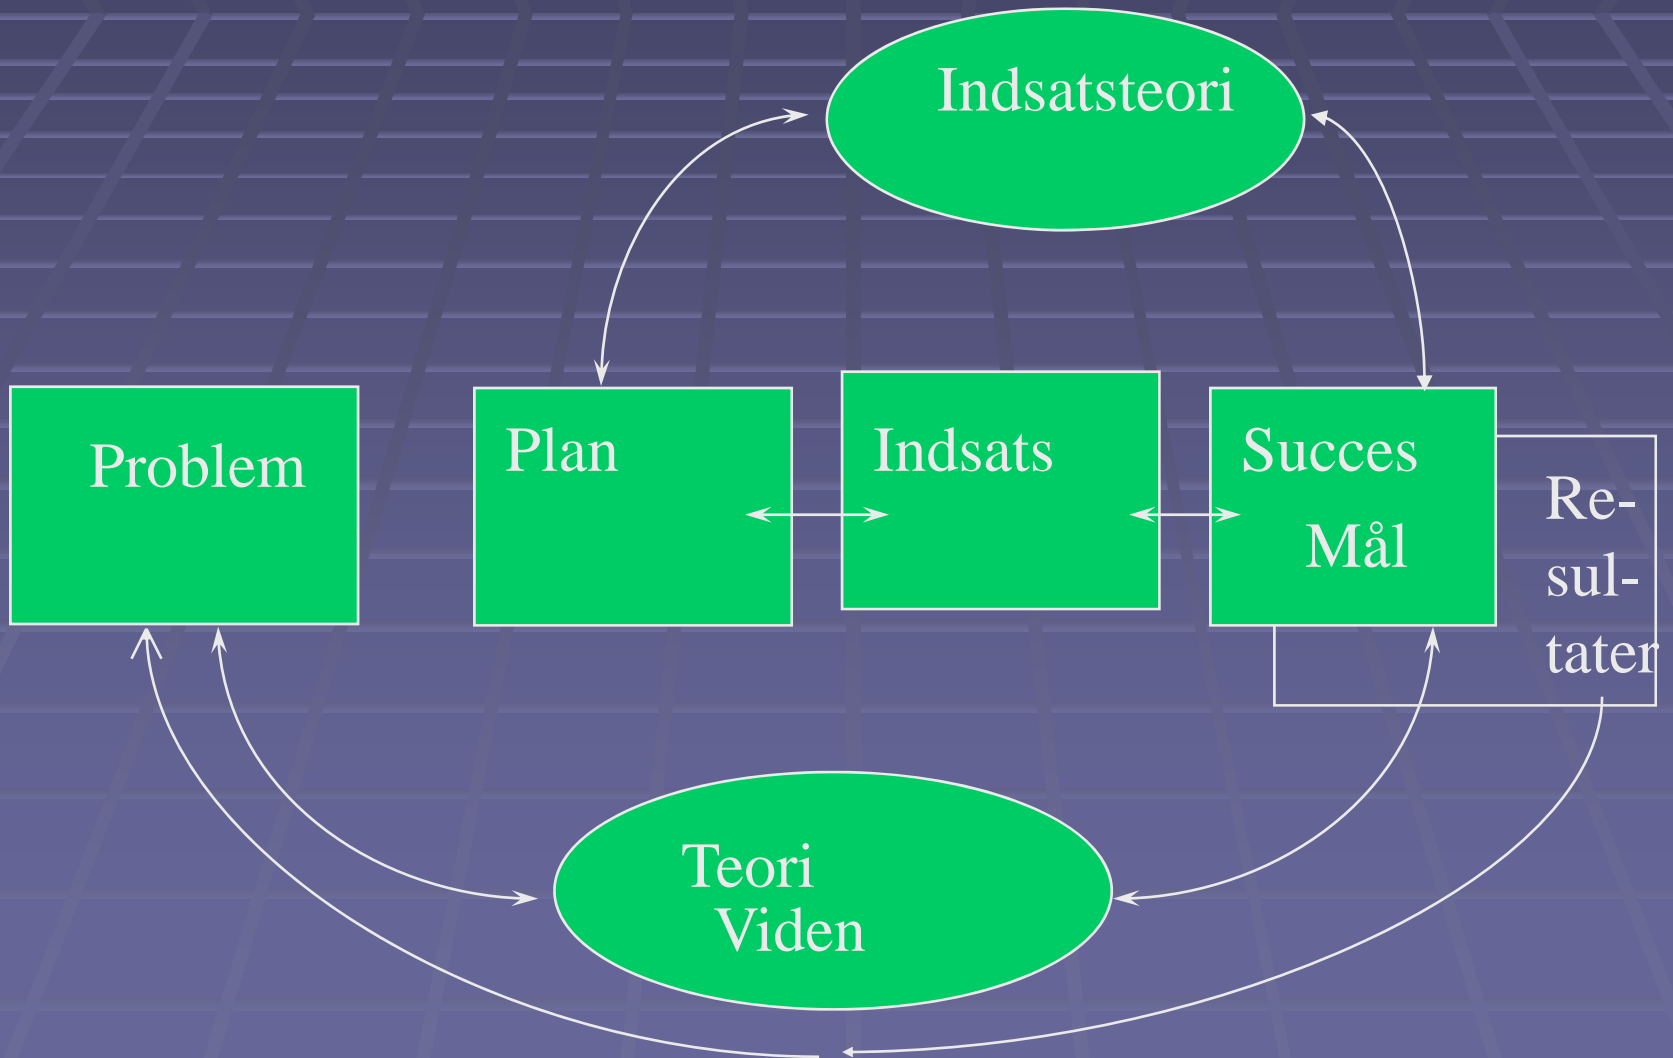 Indsatsteori
Problem
Plan
Indsats
Succes
Mål
Re-
sul-
tater
Teori
Viden